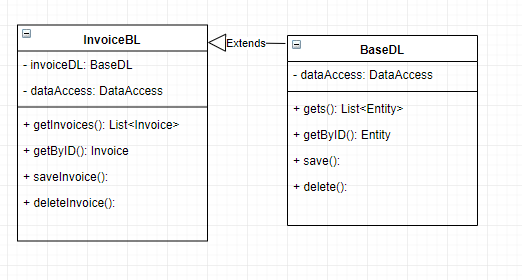 InvoiceBL
- invoiceDL: BaseDL
- dataAccess: DataAccess
+ getInvoices(): List<Invoice>
+ getByID(): Invoice
+ saveInvoice():
+ deleteInvoice():
Extends
BaseDL
- dataAccess: DataAccess
+ gets(): List<Entity>
+ getByID(): Entity
+ save():
+ delete():